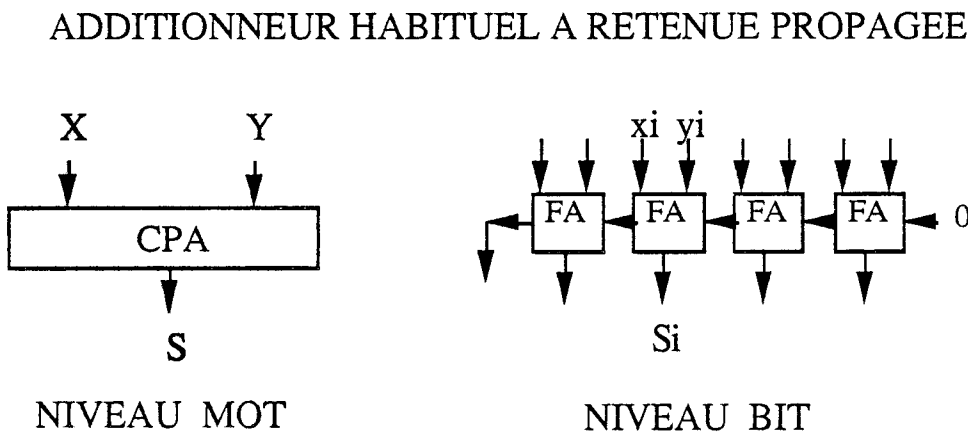 ADDITIONNEUR HABITUEL A RETENUE PROPAGEE
X Y
CPA
S
NIVEAU MOT
xi yi
FA FA FA FA 0
Si
NIVEAU BIT